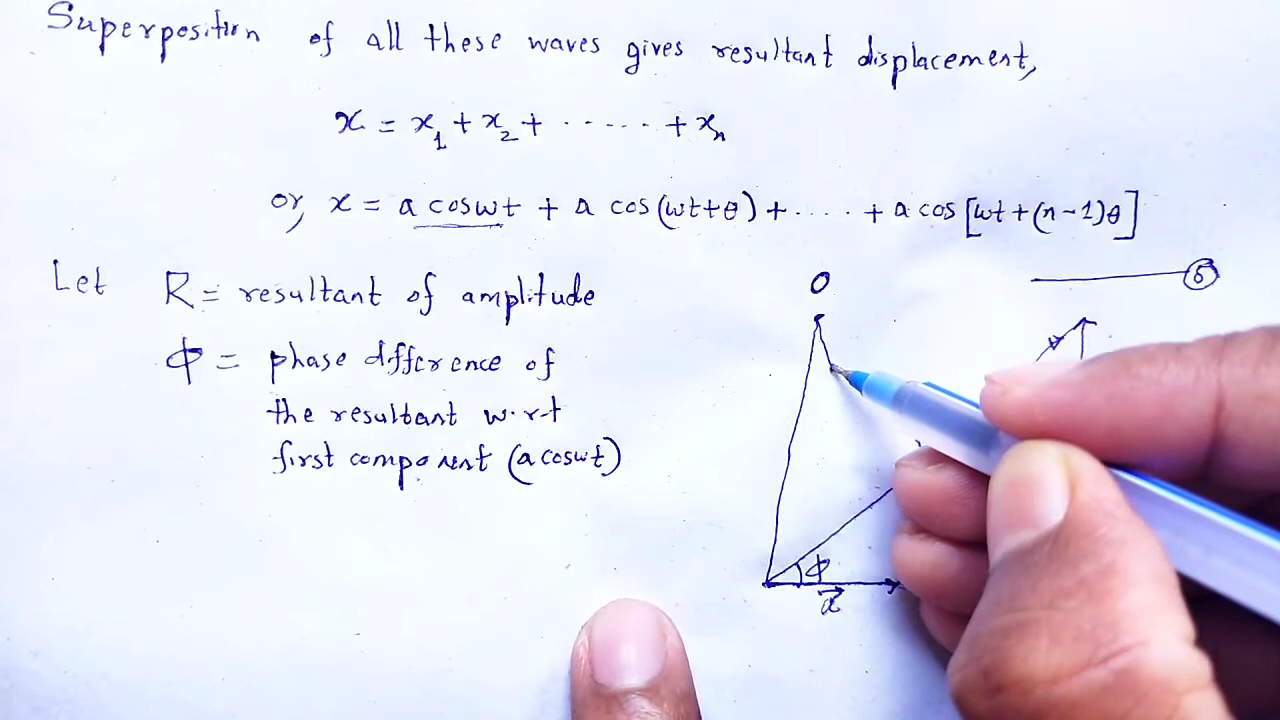 Superposition of all these waves gives resultant displacement,
x = x₁ + x₂ + ..... + xₙ
or, x = a cosωt + a cos(ωt+θ) + ..... + a cos[ωt+(n-1)θ]
Let R = resultant of amplitude
Φ = phase difference of
the resultant w.r.t
first component (a cosωt)
O
Φ